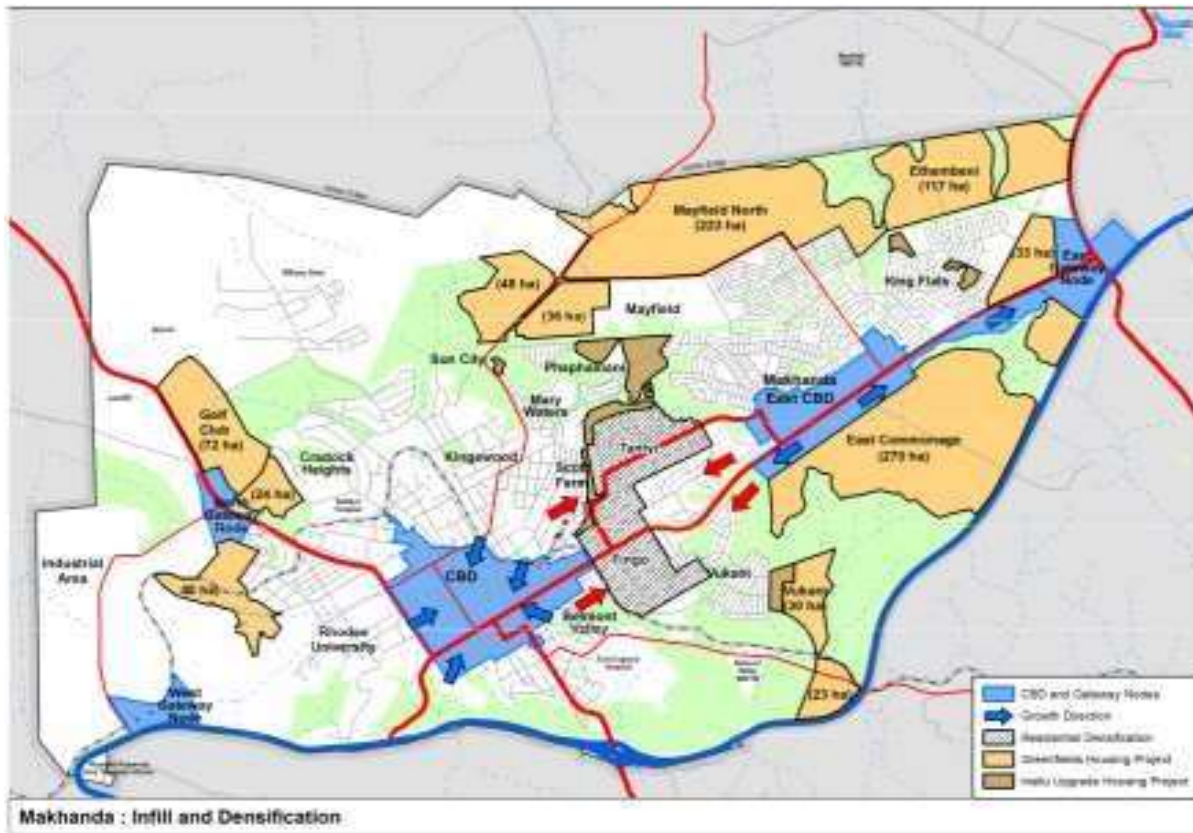 Ethembeni
(117 ha)
Mayfield North
(223 ha)
(33 ha)
East
Gateway
Node
King Flats
(48 ha)
(36 ha)
Mayfield
Sun City
Phaphamani
Makhanda
East CBD
Mary
Waters
Golf
Club
(72 ha)
Cradock
Heights
Kingswood
Scott
Farm
Tantyi
East Commonage
(270 ha)
(24 ha)
Gateway
Node
Industrial
Area
CBD
Fingo
Vukani
Vukani
(30 ha)
Rhodes
University
Belmont
Valley
West
Gateway
Node
(23 ha)
CBD and Gateway Nodes
Growth Direction
Residential Densification
Greenfields Housing Project
Insitu Upgrade Housing Project
Makhanda : Infill and Densification